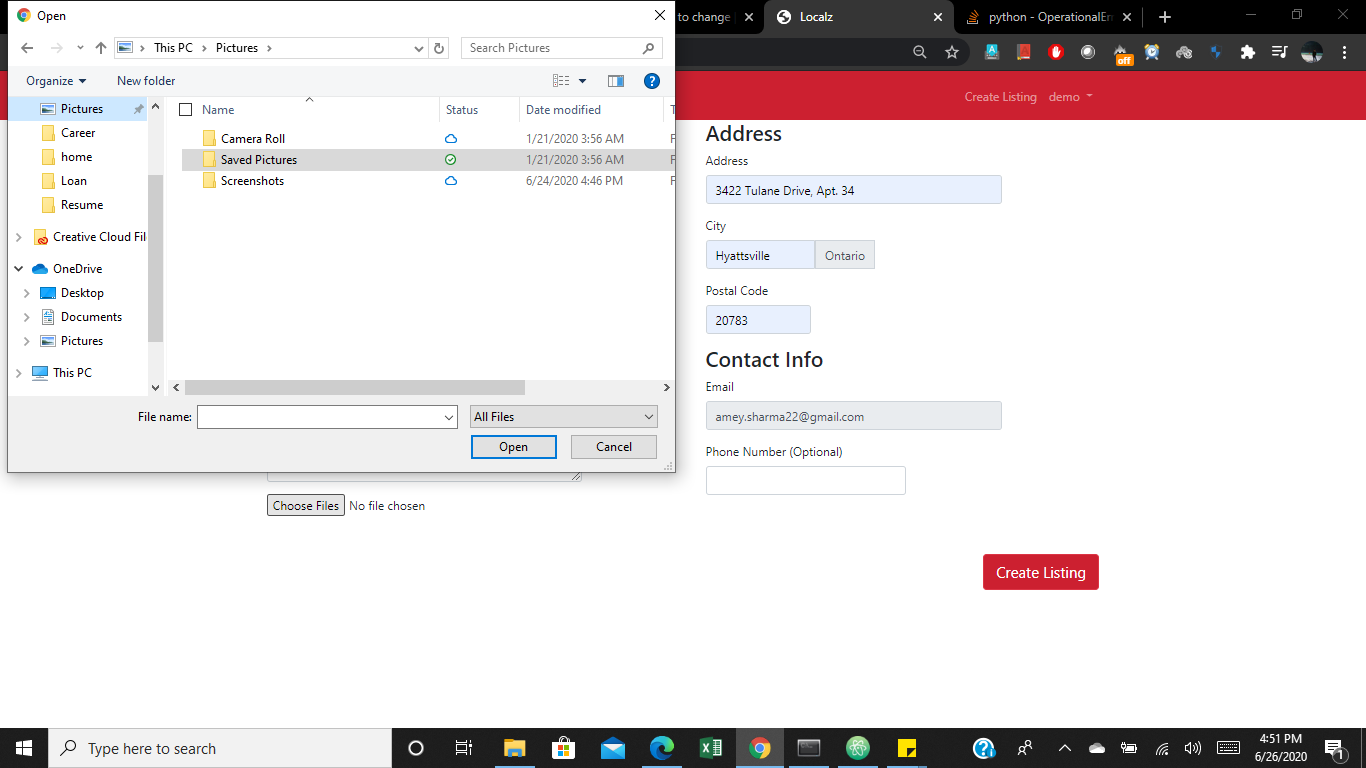 Open
to change
Localz
python - OperationalErr
This PC
Pictures
Search Pictures
off
Organize
New folder
Create Listing
demo
Pictures
Career
home
Loan
Resume
Creative Cloud Fil
OneDrive
Desktop
Documents
Pictures
This PC
Name
Status
Date modified
T
Camera Roll
1/21/2020 3:56 AM
F
Saved Pictures
1/21/2020 3:56 AM
F
Screenshots
6/24/2020 4:46 PM
F
File name:
All Files
Open
Cancel
Choose Files
No file chosen
Address
Address
3422 Tulane Drive, Apt. 34
City
Hyattsville
Ontario
Postal Code
20783
Contact Info
Email
amey.sharma22@gmail.com
Phone Number (Optional)
Create Listing
Type here to search
4:51 PM
6/26/2020
1